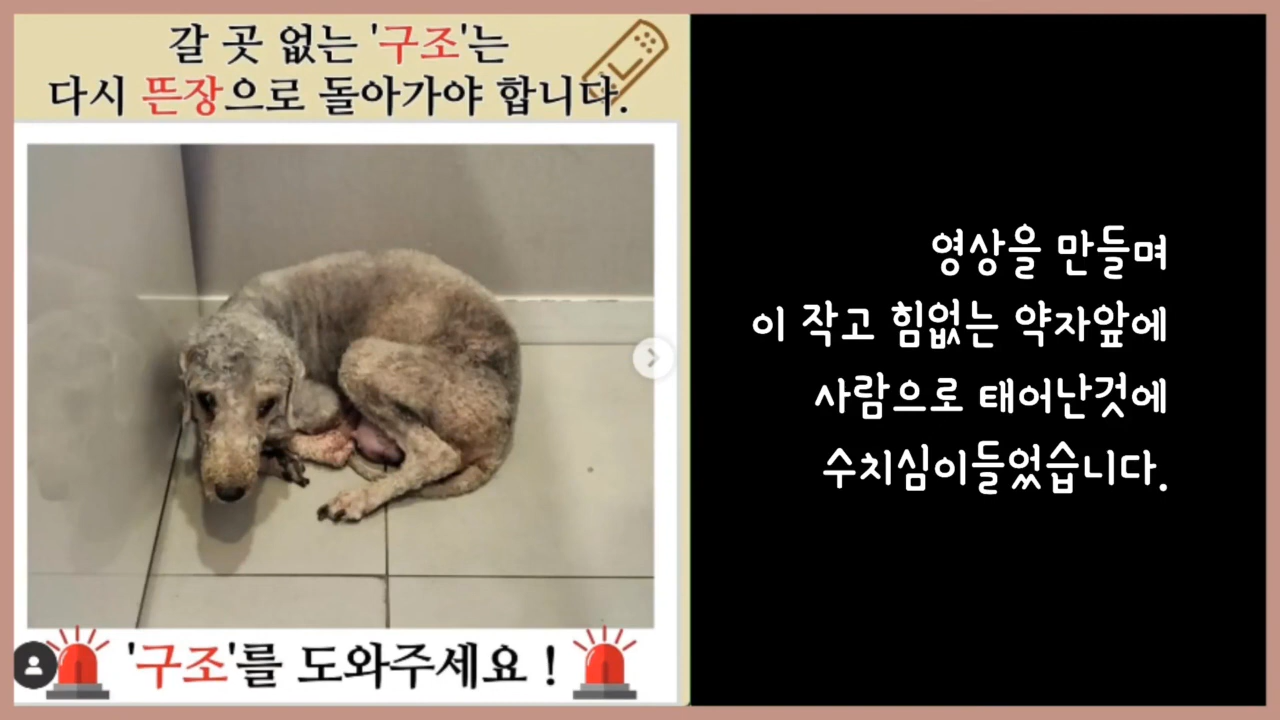 갈 곳 없는 '구조'는
다시 뜬장으로 돌아가야 합니다.
'구조'를 도와주세요 !
영상을 만들며
이 작고 힘없는 약자앞에
사람으로 태어난것에
수치심이들었습니다.